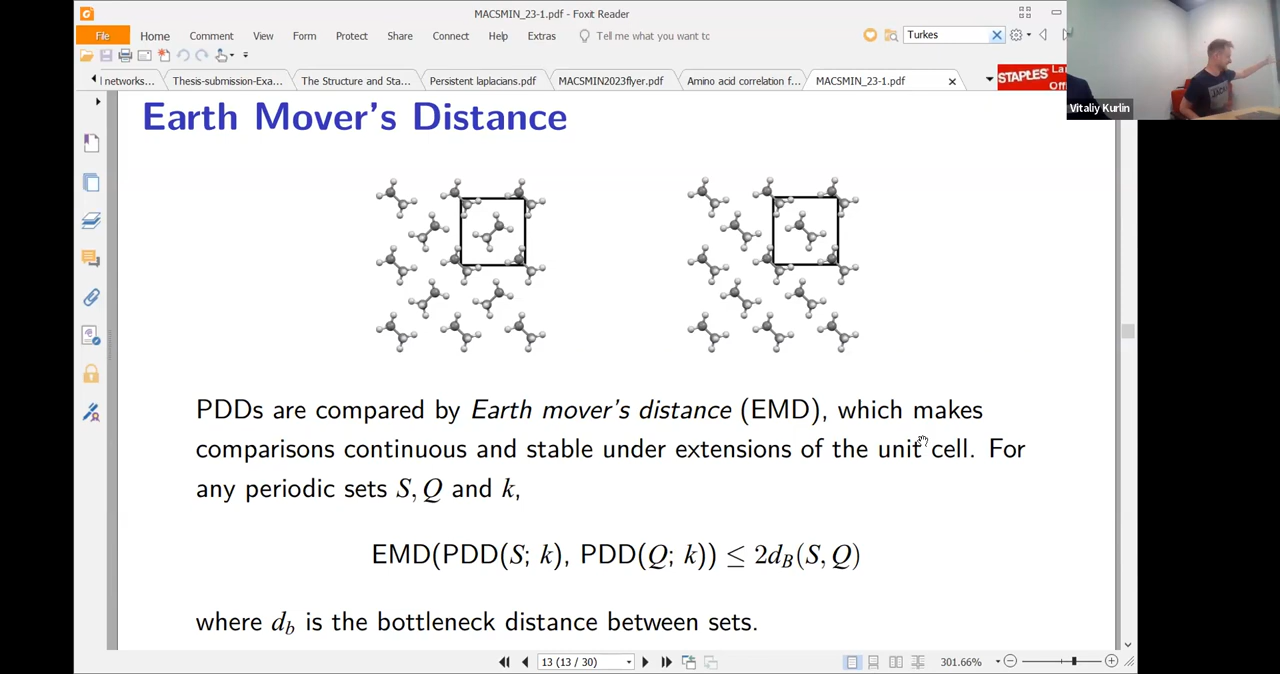 MACSMIN_23-1.pdf - Foxit Reader
File Home Comment View Form Protect Share Connect Help Extras Tell me what you want to Turkes
l networks... Thesis-submission-Exa... The Structure and Sta... Persistent laplacians.pdf MACSMIN2023flyer.pdf Amino acid correlation f... MACSMIN_23-1.pdf
STAPLES Lar
Om
Vitaliy Kurlin
Earth Mover's Distance
PDDs are compared by Earth mover's distance (EMD), which makes
comparisons continuous and stable under extensions of the unit cell. For
any periodic sets S, Q and k,
EMD(PDD(S; k), PDD(Q; k)) ≤ 2d_B(S, Q)
where d_b is the bottleneck distance between sets.
13 (13 / 30)
301.66%